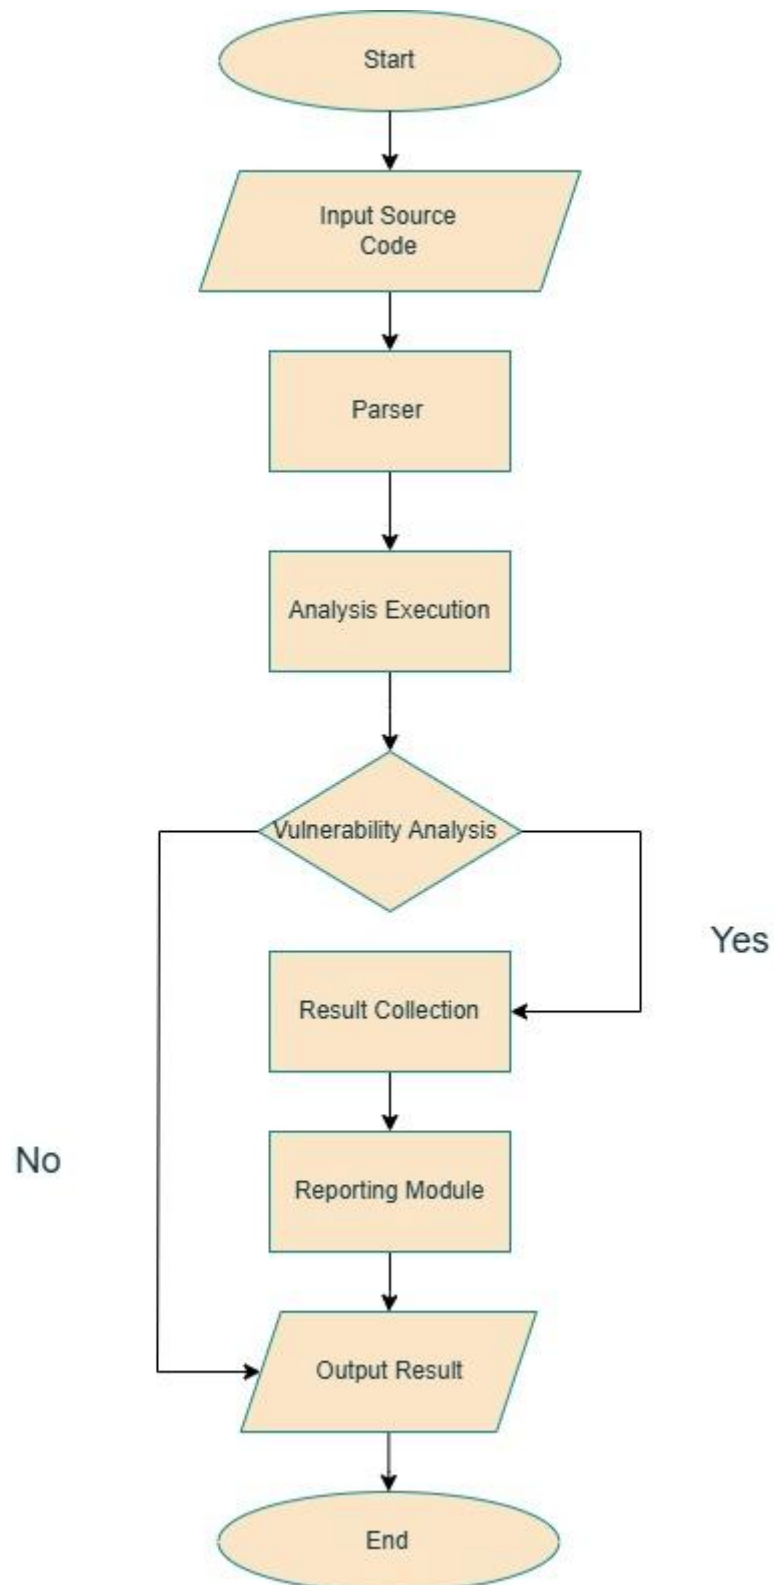 Start
Input Source
Code
Parser
Analysis Execution
Vulnerability Analysis
Yes
Result Collection
No
Reporting Module
Output Result
End